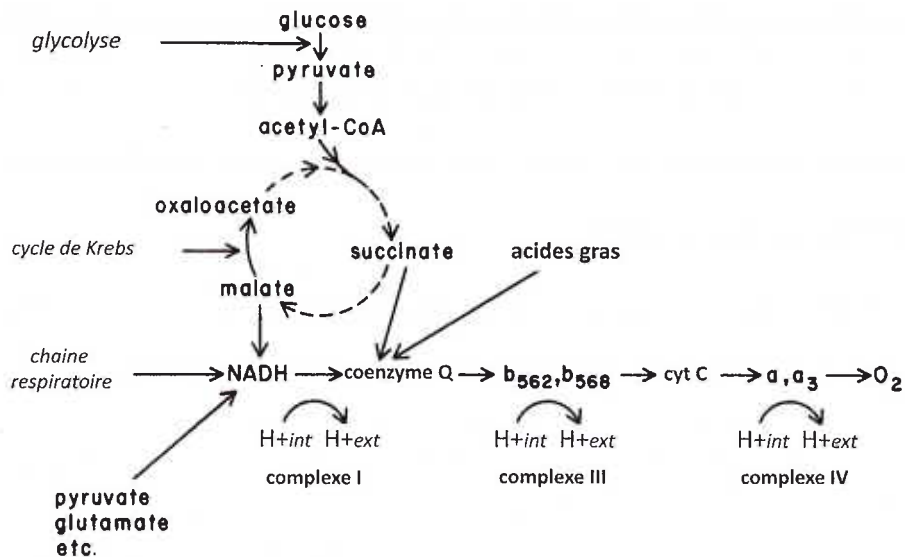 glucose
glycolyse
pyruvate
acetyl-CoA
oxaloacetate
cycle de Krebs
succinate
acides gras
malate
chaine
respiratoire
NADH
coenzyme Q
b562,b568
cyt C
a,a3
O2
H+int H+ext
complexe I
H+int H+ext
complexe III
H+int H+ext
complexe IV
pyruvate
glutamate
etc.